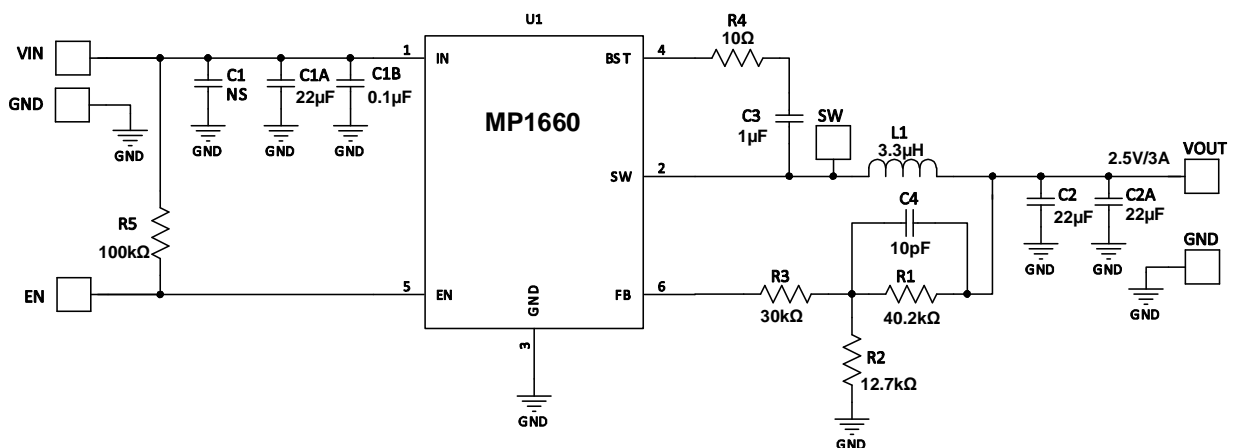 U1
R4
10Ω
VIN
1
IN
BST
4
C1
NS
C1A
22µF
C1B
0.1µF
GND
GND
GND
GND
GND
MP1660
C3
1µF
SW
L1
3.3µH
2.5V/3A
VOUT
SW
2
C4
10pF
C2
22µF
C2A
22µF
GND
GND
GND
R5
100kΩ
EN
5
EN
GND
3
FB
6
R3
30kΩ
R1
40.2kΩ
GND
R2
12.7kΩ
GND
GND